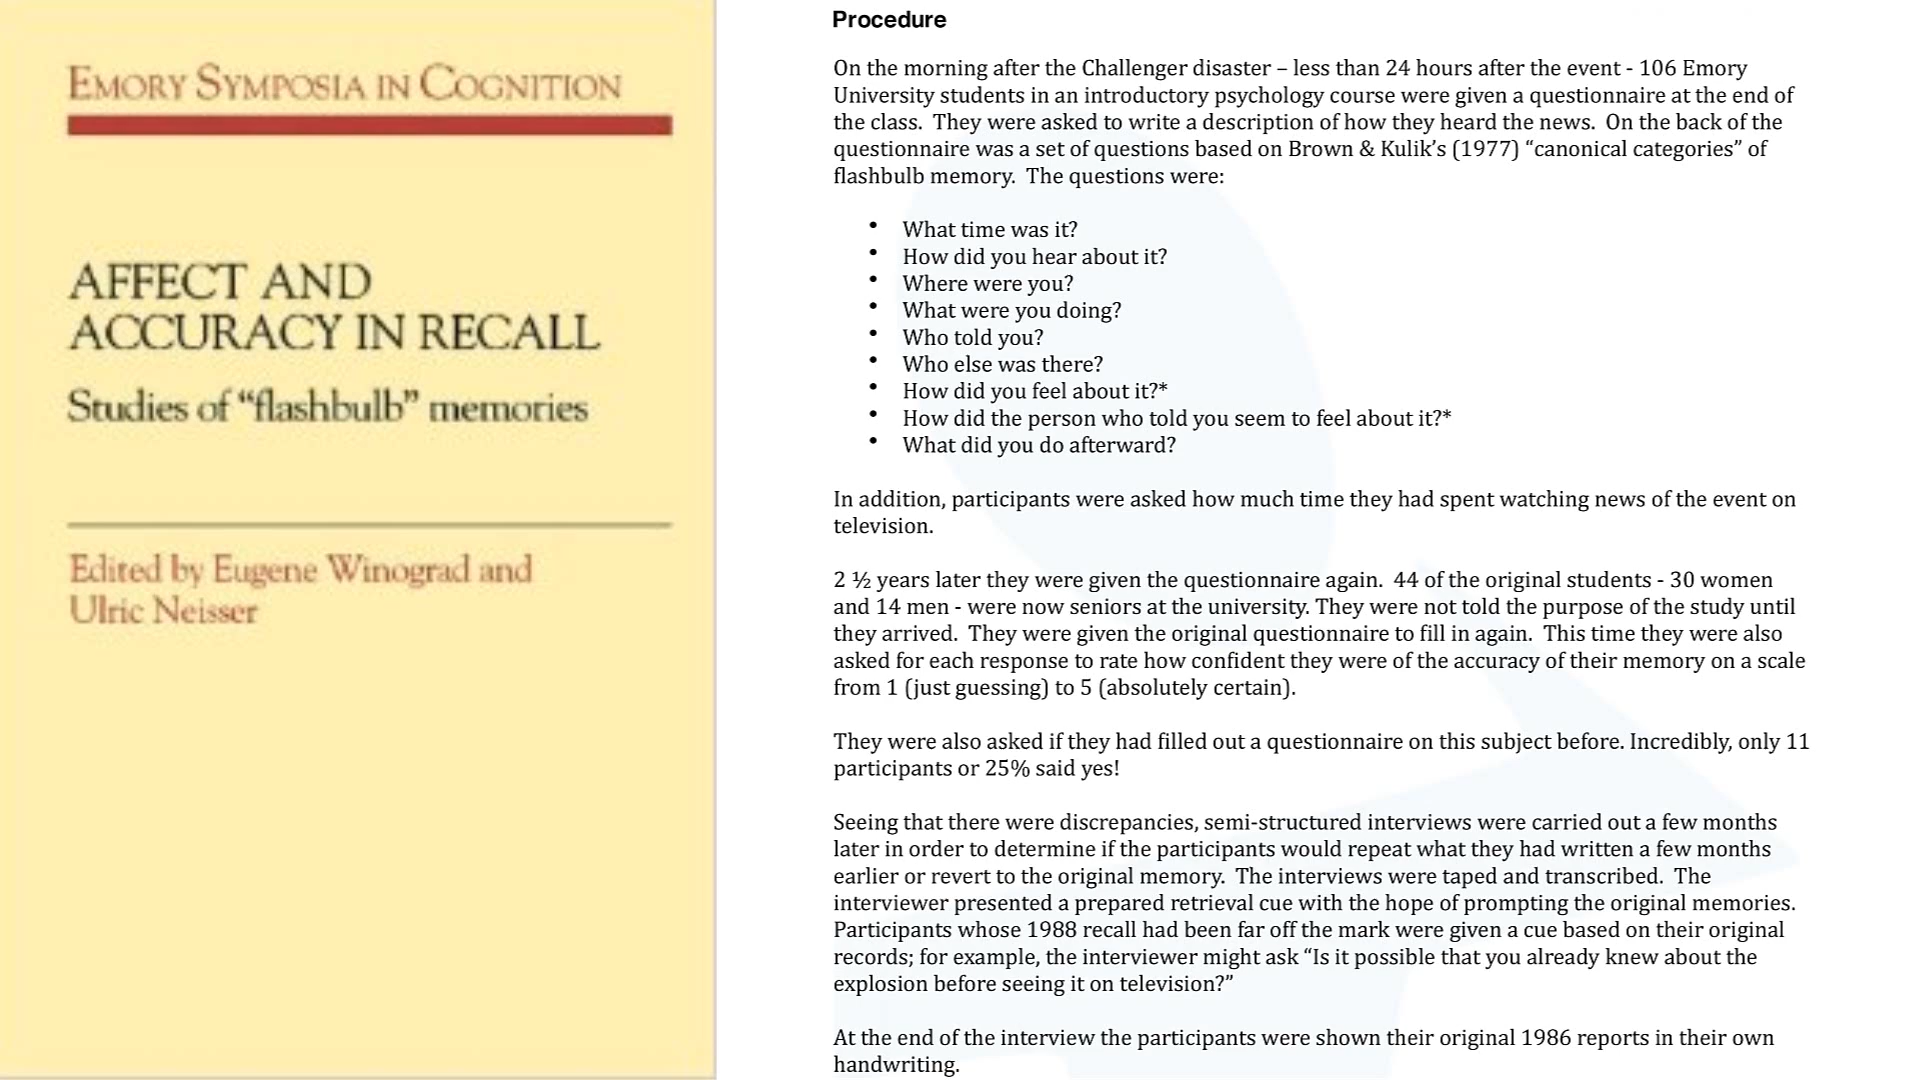 EMORY SYMPOSIA IN COGNITION
AFFECT AND
ACCURACY IN RECALL
Studies of “flashbulb” memories
Edited by Eugene Winograd and
Ulric Neisser
Procedure
On the morning after the Challenger disaster – less than 24 hours after the event - 106 Emory
University students in an introductory psychology course were given a questionnaire at the end of
the class.  They were asked to write a description of how they heard the news.  On the back of the
questionnaire was a set of questions based on Brown & Kulik’s (1977) “canonical categories” of
flashbulb memory.  The questions were:
• What time was it?
• How did you hear about it?
• Where were you?
• What were you doing?
• Who told you?
• Who else was there?
• How did you feel about it?*
• How did the person who told you seem to feel about it?*
• What did you do afterward?
In addition, participants were asked how much time they had spent watching news of the event on
television.
2 ½ years later they were given the questionnaire again.  44 of the original students - 30 women
and 14 men - were now seniors at the university. They were not told the purpose of the study until
they arrived.  They were given the original questionnaire to fill in again.  This time they were also
asked for each response to rate how confident they were of the accuracy of their memory on a scale
from 1 (just guessing) to 5 (absolutely certain).
They were also asked if they had filled out a questionnaire on this subject before. Incredibly, only 11
participants or 25% said yes!
Seeing that there were discrepancies, semi-structured interviews were carried out a few months
later in order to determine if the participants would repeat what they had written a few months
earlier or revert to the original memory.  The interviews were taped and transcribed.  The
interviewer presented a prepared retrieval cue with the hope of prompting the original memories.
Participants whose 1988 recall had been far off the mark were given a cue based on their original
records; for example, the interviewer might ask “Is it possible that you already knew about the
explosion before seeing it on television?”
At the end of the interview the participants were shown their original 1986 reports in their own
handwriting.